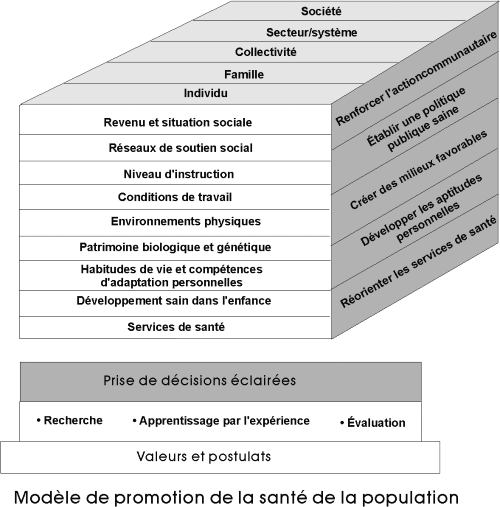 Société
Secteur/système
Collectivité
Famille
Individu
Revenu et situation sociale
Réseaux de soutien social
Niveau d'instruction
Conditions de travail
Environnements physiques
Patrimoine biologique et génétique
Habitudes de vie et compétences
d'adaptation personnelles
Développement sain dans l'enfance
Services de santé
Renforcer l'actioncommunautaire
Établir une politique
publique saine
Créer des milieux favorables
Développer les aptitudes
personnelles
Réorienter les services de santé
Prise de décisions éclairées
• Recherche • Apprentissage par l'expérience • Évaluation
Valeurs et postulats
Modèle de promotion de la santé de la population